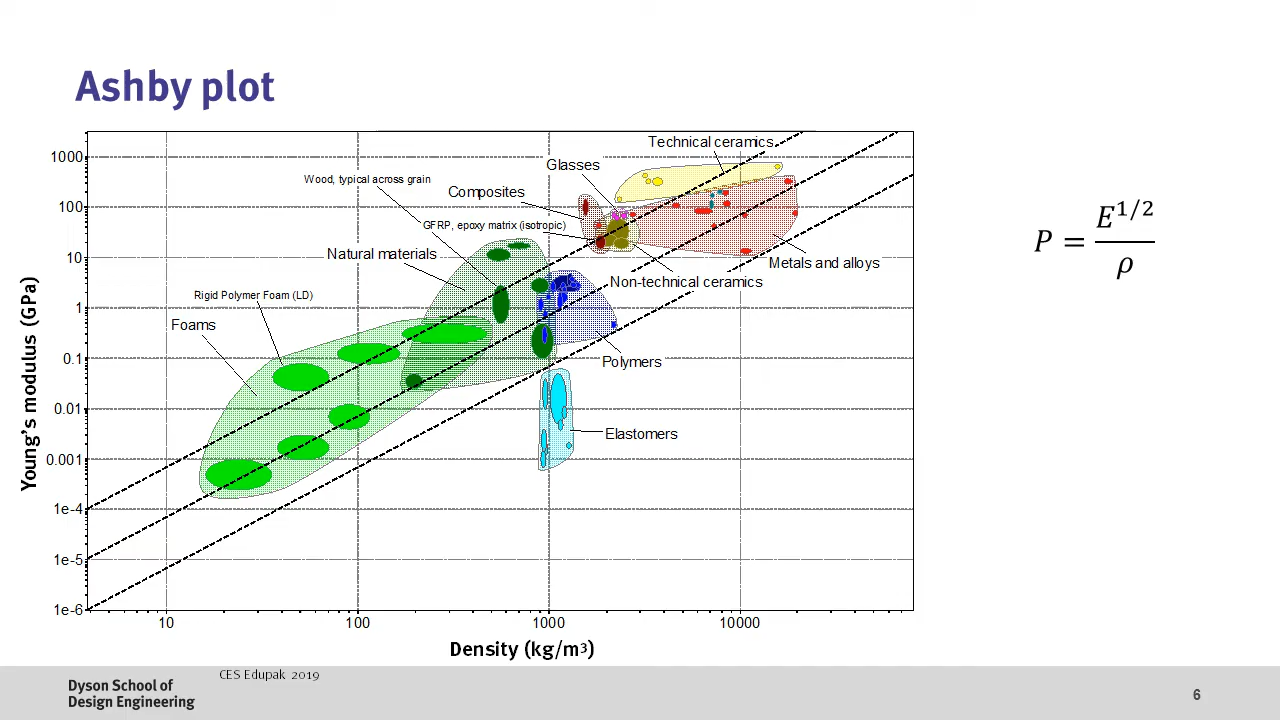 Ashby plot
Technical ceramics
Glasses
Wood, typical across grain
Composites
GFRP, epoxy matrix (isotropic)
Natural materials
Metals and alloys
Non-technical ceramics
Rigid Polymer Foam (LD)
Foams
Polymers
Elastomers
Young's modulus (GPa)
1000
100
10
1
0.1
0.01
0.001
1e-4
1e-5
1e-6
10 100 1000 10000
Density (kg/m³)
P = E^1/2 / ρ
CES Edupak 2019
Dyson School of
Design Engineering
6